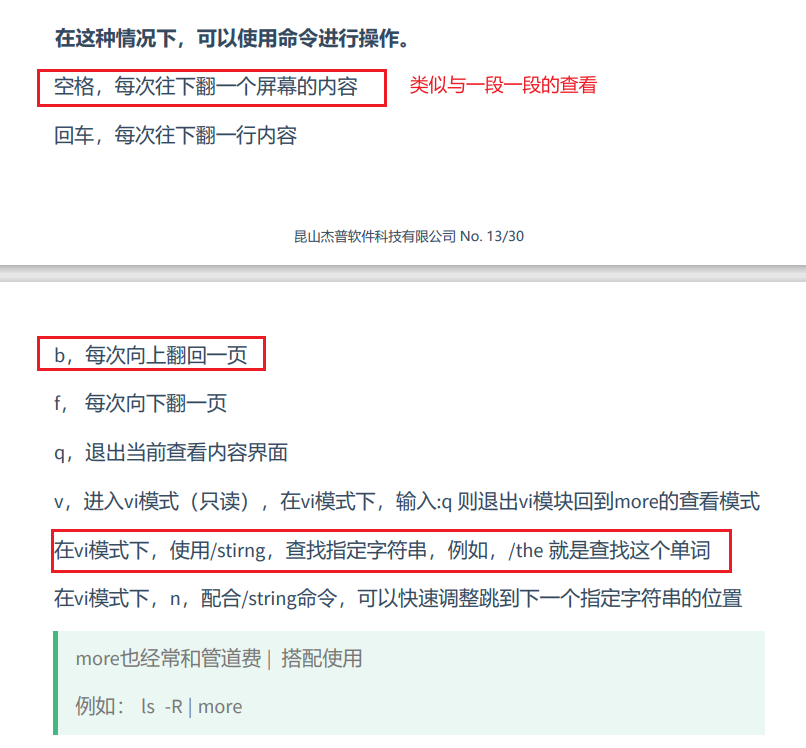 在这种情况下，可以使用命令进行操作。
空格，每次往下翻一个屏幕的内容 类似与一段一段的查看
回车，每次往下翻一行内容
昆山杰普软件科技有限公司 No. 13/30
b，每次向上翻回一页
f， 每次向下翻一页
q，退出当前查看内容界面
v，进入vi模式（只读），在vi模式下，输入:q 则退出vi模块回到more的查看模式
在vi模式下，使用/stirng，查找指定字符串，例如，/the 就是查找这个单词
在vi模式下，n，配合/string命令，可以快速调整跳到下一个指定字符串的位置
more也经常和管道费 | 搭配使用
例如： ls -R | more